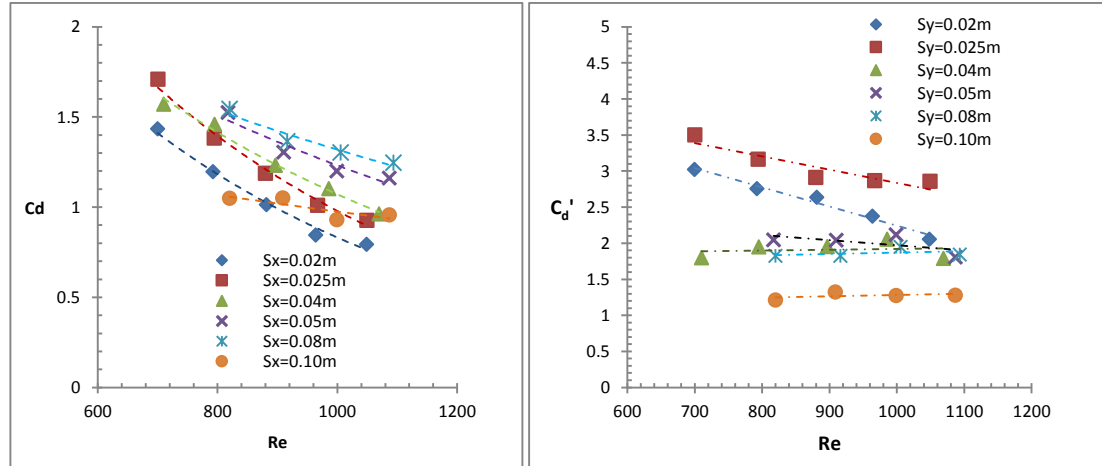 2
1.5
1
0.5
0
Cd
600
800
1000
1200
Re
Sx=0.02m
Sx=0.025m
Sx=0.04m
Sx=0.05m
Sx=0.08m
Sx=0.10m
5
4.5
4
3.5
3
2.5
2
1.5
1
0.5
0
Cd'
600
700
800
900
1000
1100
1200
Re
Sy=0.02m
Sy=0.025m
Sy=0.04m
Sy=0.05m
Sy=0.08m
Sy=0.10m